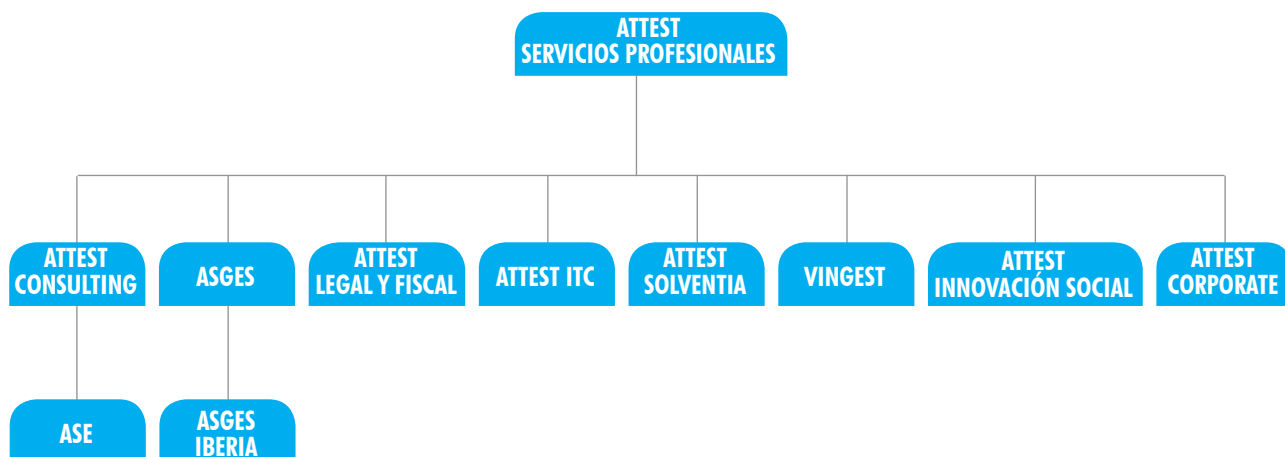 ATTEST
SERVICIOS PROFESIONALES
ATTEST
CONSULTING
ASGES
ATTEST
LEGAL Y FISCAL
ATTEST ITC
ATTEST
SOLVENTIA
VINGEST
ATTEST
INNOVACIÓN SOCIAL
ATTEST
CORPORATE
ASE
ASGES
IBERIA